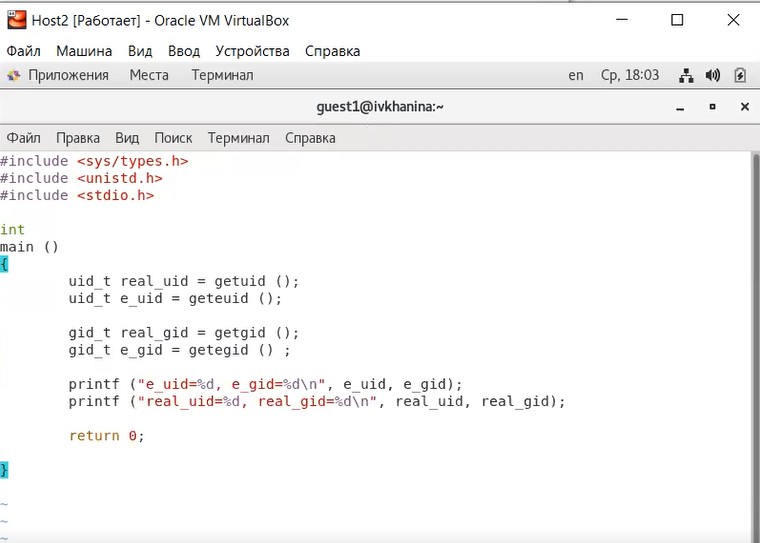 Host2 [Работает] - Oracle VM VirtualBox
Файл Машина Вид Ввод Устройства Справка
Приложения Места Терминал en Ср, 18:03
guest1@ivkhanina:~
Файл Правка Вид Поиск Терминал Справка
#include <sys/types.h>
#include <unistd.h>
#include <stdio.h>
int
main ()
{
uid_t real_uid = getuid ();
uid_t e_uid = geteuid ();
gid_t real_gid = getgid ();
gid_t e_gid = getegid () ;
printf ("e_uid=%d, e_gid=%d\n", e_uid, e_gid);
printf ("real_uid=%d, real_gid=%d\n", real_uid, real_gid);
return 0;
}
~
~
~